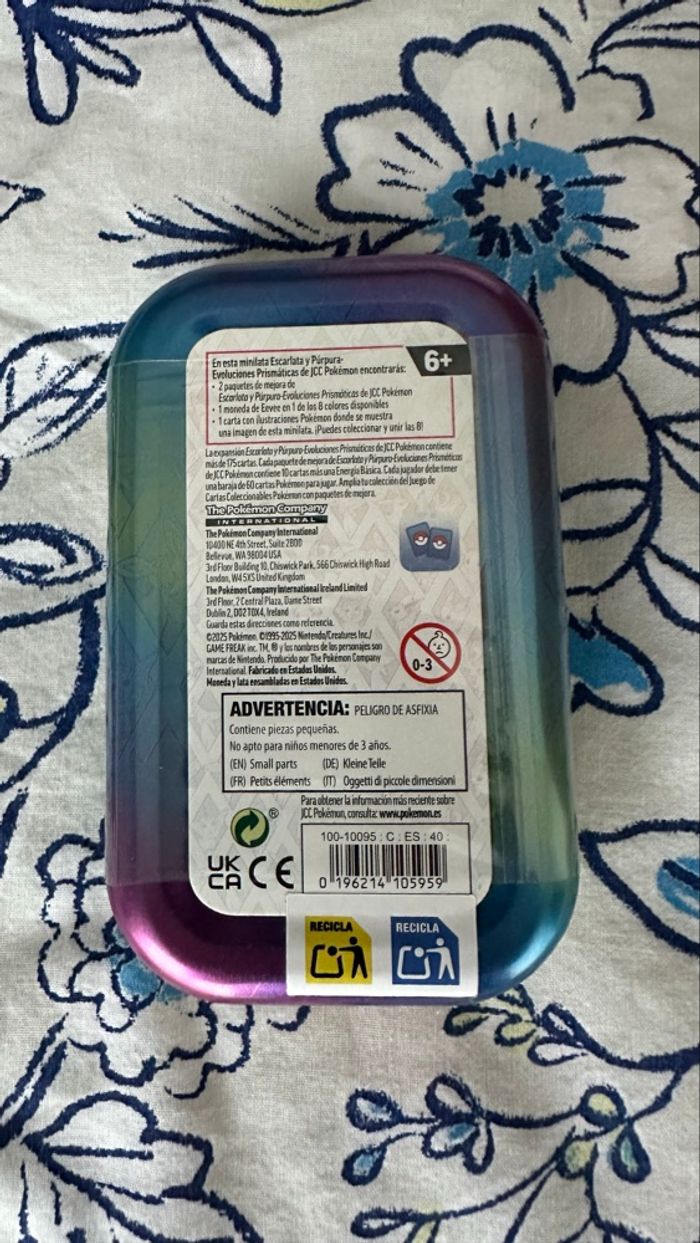 6+
En esta minilata Escarlata y Púrpura-
Evoluciones Prismáticas de JCC Pokémon encontrarás:
• 2 paquetes de mejora de
Escarlata y Púrpura-Evoluciones Prismáticas de JCC Pokémon
• 1 moneda de Eevee en 1 de los 8 colores disponibles
• 1 carta con ilustraciones Pokémon donde se muestra
una imagen de esta minilata. ¡Puedes coleccionar y unir las 8!
La expansión Escarlata y Púrpura-Evoluciones Prismáticas de JCC Pokémon contiene
más de 175 cartas. Cada paquete de mejora de Escarlata y Púrpura-Evoluciones Prismáticas
de JCC Pokémon contiene 10 cartas más una Energía Básica. Cada jugador debe tener
una baraja de 60 cartas Pokémon para jugar. Amplía tu colección del Juego de
Cartas Coleccionables Pokémon con paquetes de mejora.
The Pokémon Company
INTERNATIONAL
The Pokémon Company International
10400 NE 4th Street, Suite 2800
Bellevue, WA 98004 USA
3rd Floor Building 10, Chiswick Park, 566 Chiswick High Road
London, W4 5XS United Kingdom
The Pokémon Company International Ireland Limited
3rd Floor, 2 Central Plaza, Dame Street
Dublin 2, D02 T0X4, Ireland
Guarda estas direcciones como referencia.
©2025 Pokémon. ©1995-2025 Nintendo/Creatures Inc./
GAME FREAK inc. TM, ® y los nombres de los personajes son
marcas de Nintendo. Producido por The Pokémon Company
International. Fabricado en Estados Unidos.
Moneda y lata ensambladas en Estados Unidos.
0-3
ADVERTENCIA: PELIGRO DE ASFIXIA
Contiene piezas pequeñas.
No apto para niños menores de 3 años.
(EN) Small parts (DE) Kleine Teile
(FR) Petits éléments (IT) Oggetti di piccole dimensioni
Para obtener la información más reciente sobre
JCC Pokémon, consulta: www.pokemon.es
®
UK
CA CE
100-10095 : C : ES : 40 :
0 196214 105959
RECICLA RECICLA